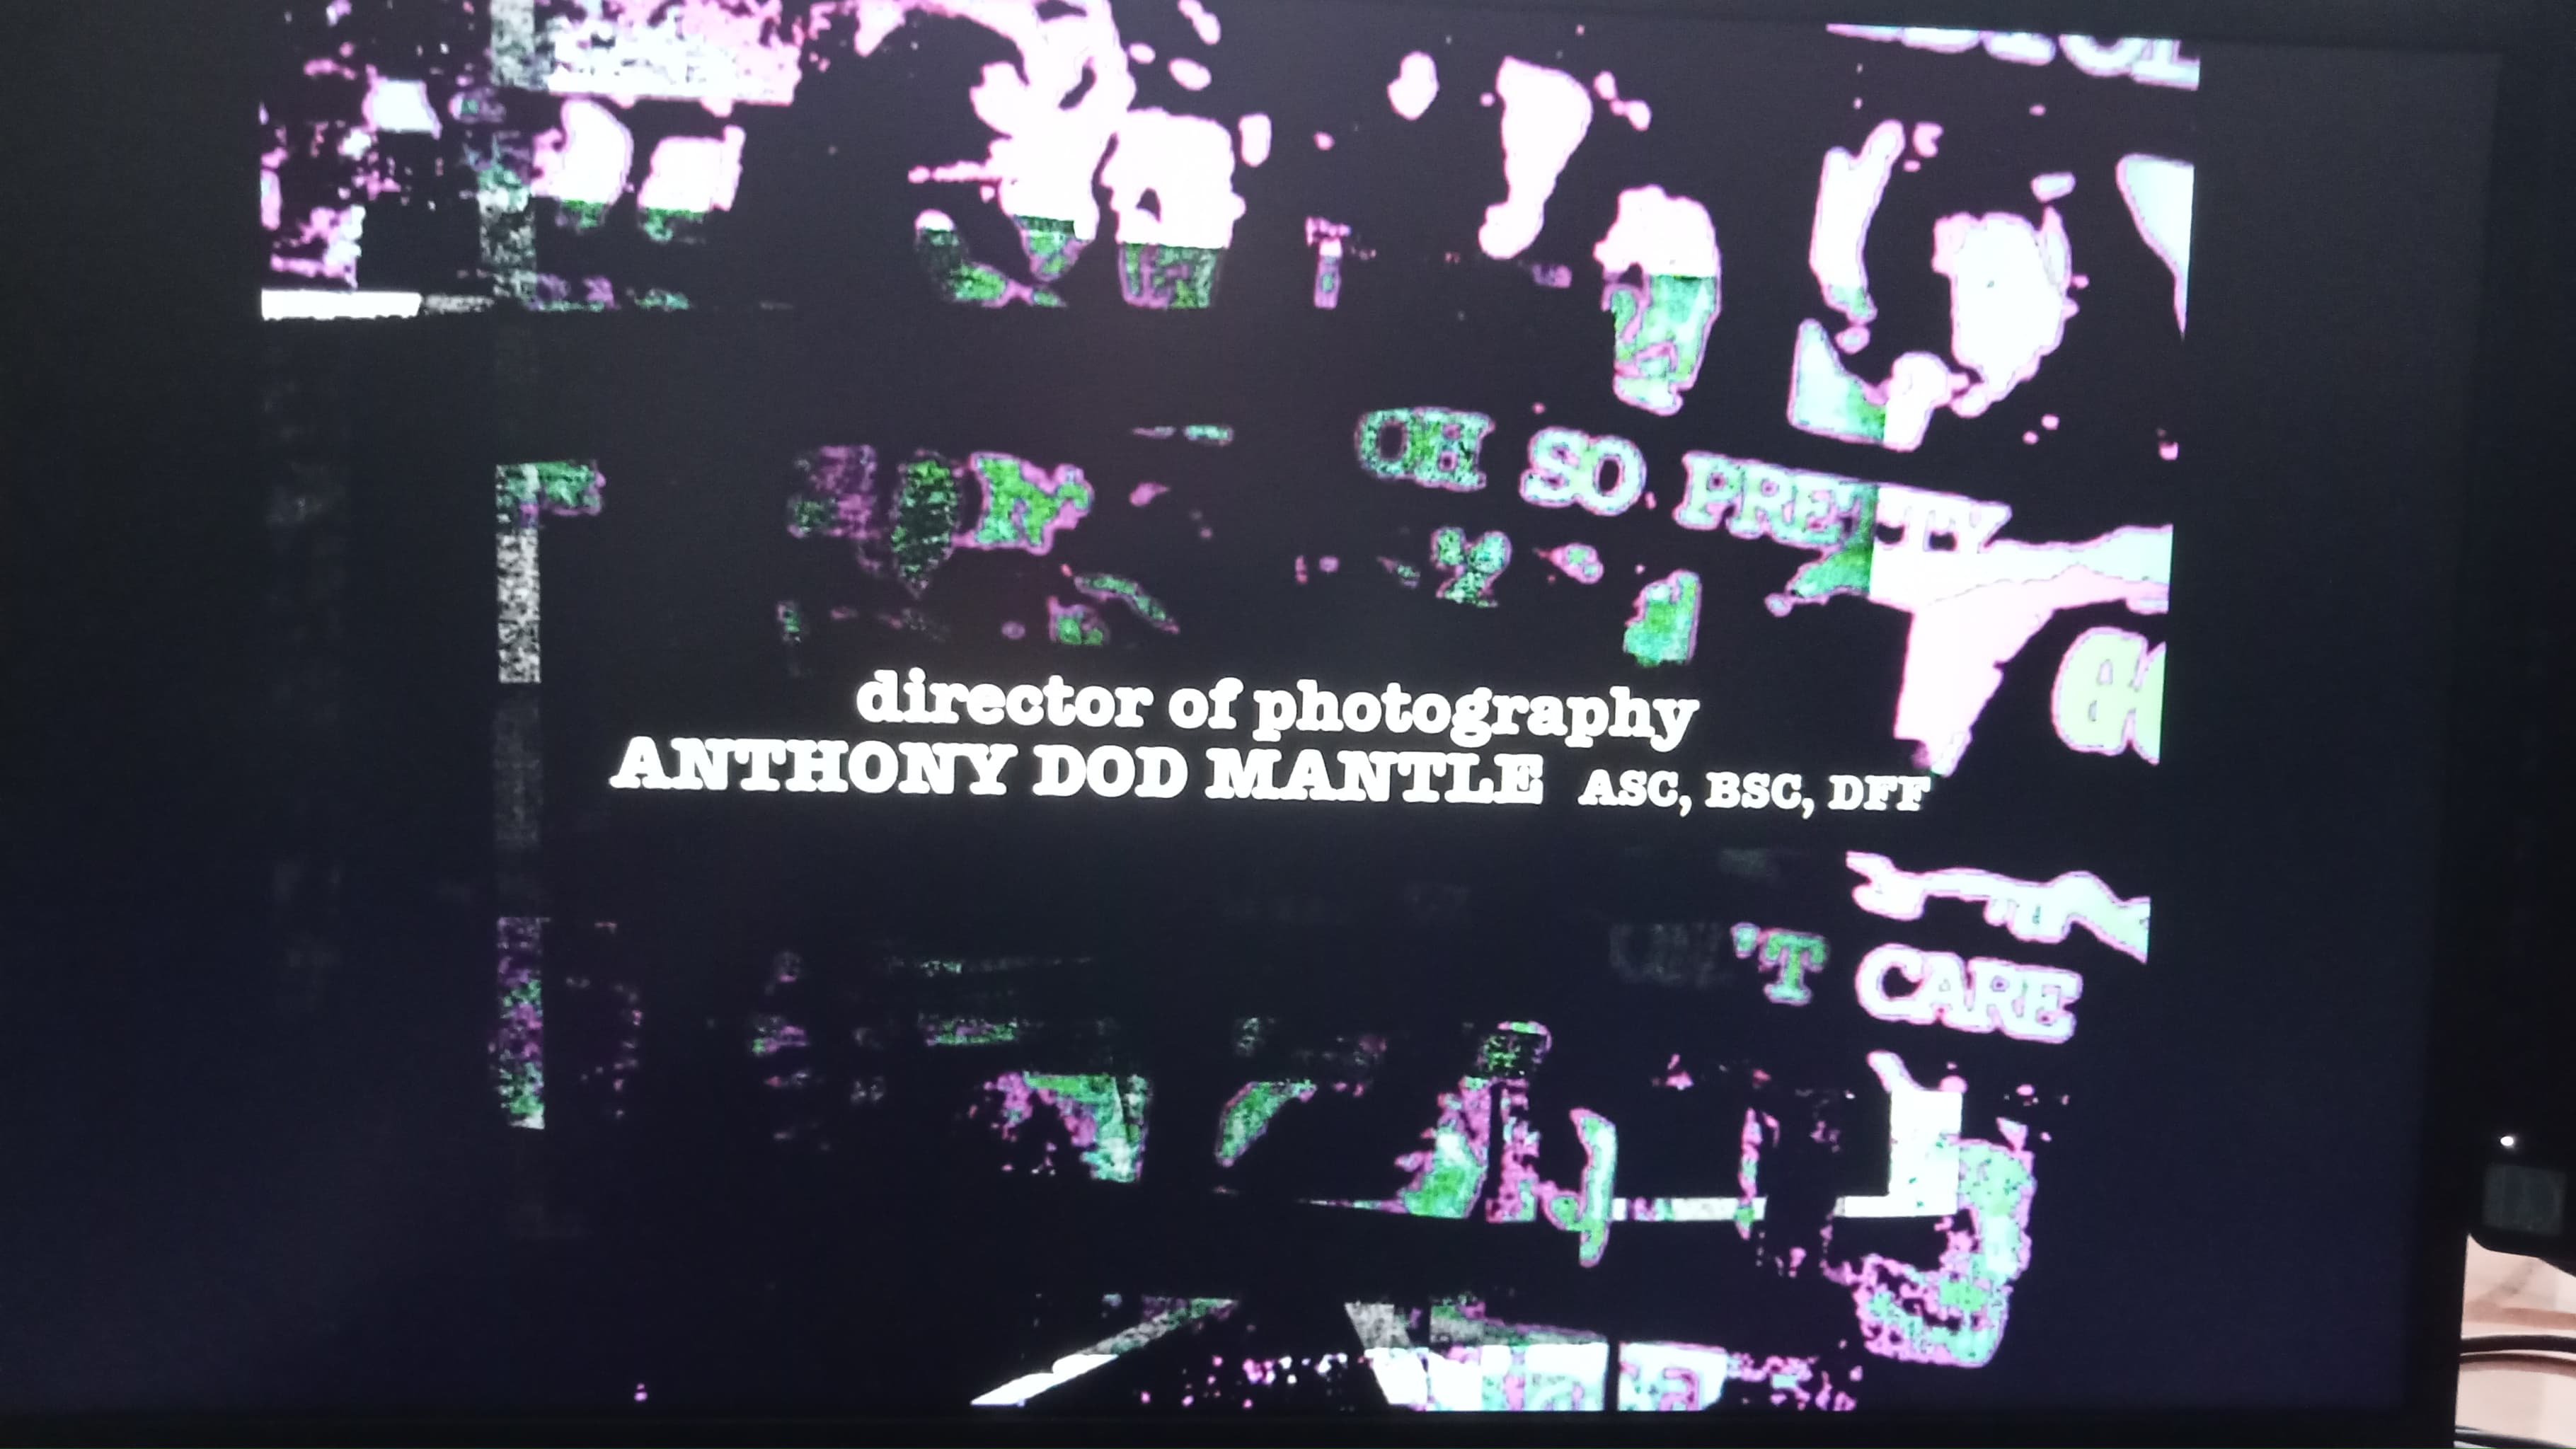 OH SO PRETTY
director of photography
ANTHONY DOD MANTLE ASC, BSC, DFF
'T CARE